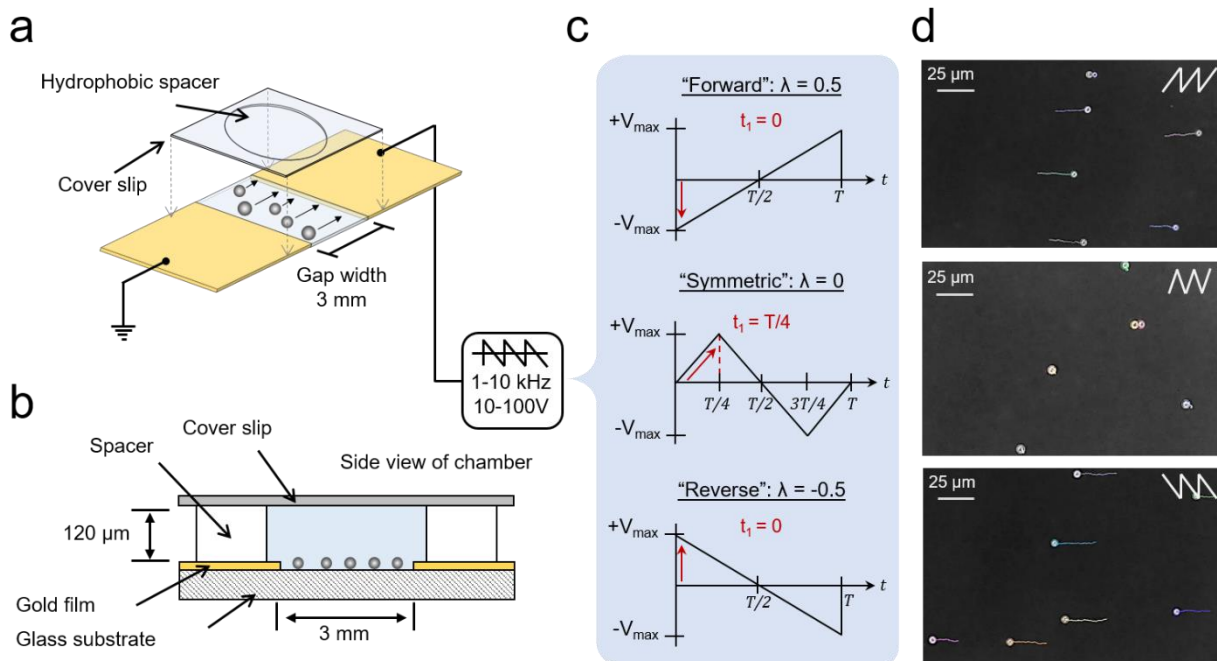 a
Hydrophobic spacer
Cover slip
Gap width
3 mm
1-10 kHz
10-100V
b
Cover slip
Spacer
Side view of chamber
120 µm
Gold film
Glass substrate
3 mm
c
“Forward”: λ = 0.5
t₁ = 0
+Vmax
-Vmax
T/2
T
t
“Symmetric”: λ = 0
t₁ = T/4
+Vmax
-Vmax
T/4
T/2
3T/4
T
t
“Reverse”: λ = -0.5
t₁ = 0
+Vmax
-Vmax
T/2
T
t
d
25 µm
25 µm
25 µm